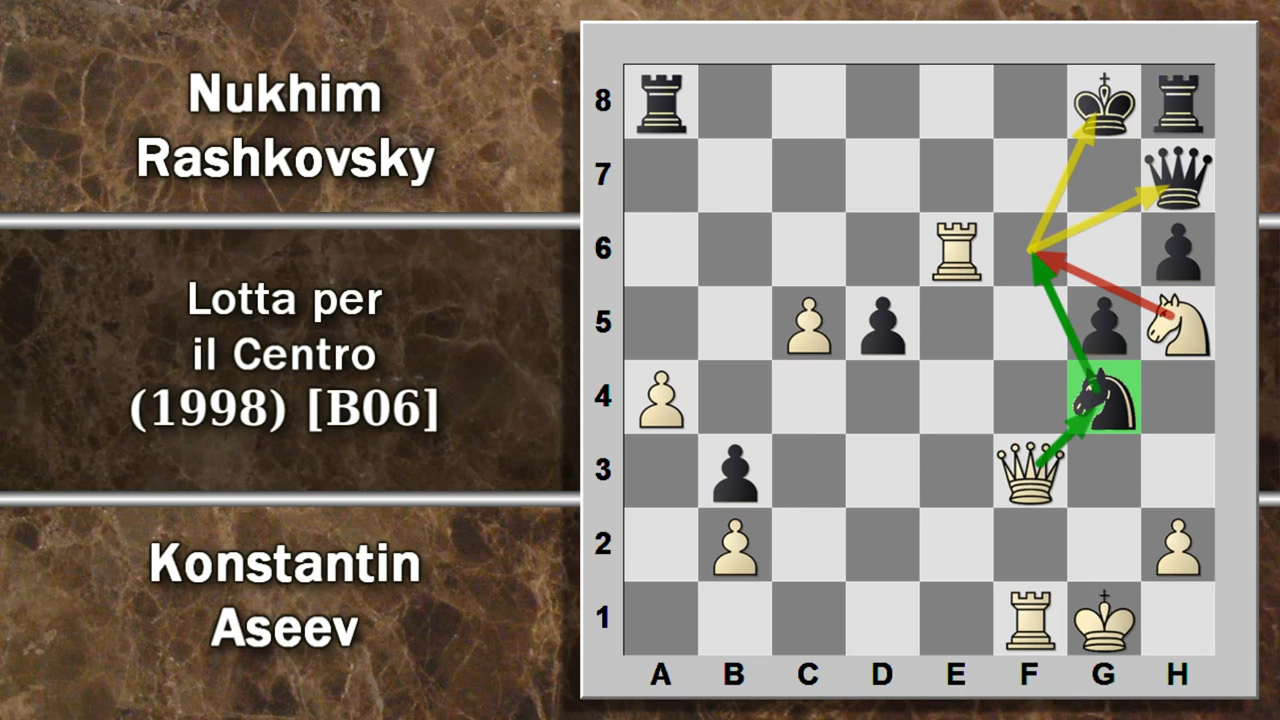 Nukhim
Rashkovsky
Lotta per
il Centro
(1998) [B06]
Konstantin
Aseev
8
7
6
5
4
3
2
1
A B C D E F G H